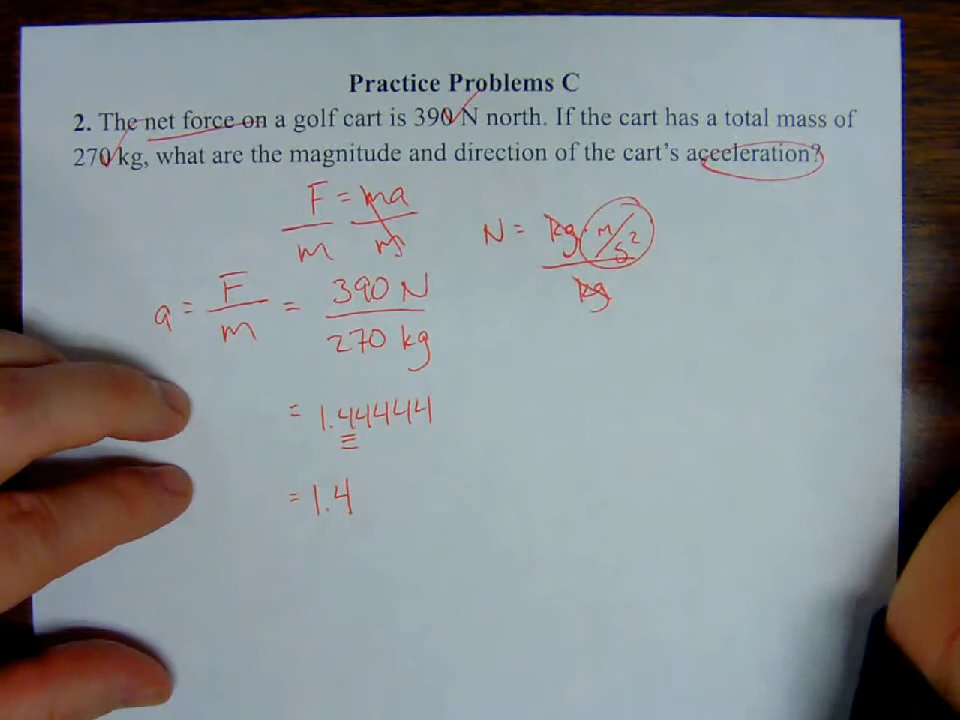 Practice Problems C
2. The net force on a golf cart is 390 N north. If the cart has a total mass of
270 kg, what are the magnitude and direction of the cart's acceleration?
F = ma
m m
N = kg · m/s²
kg
a = F/m = 390 N / 270 kg
= 1.44444
= 1.4